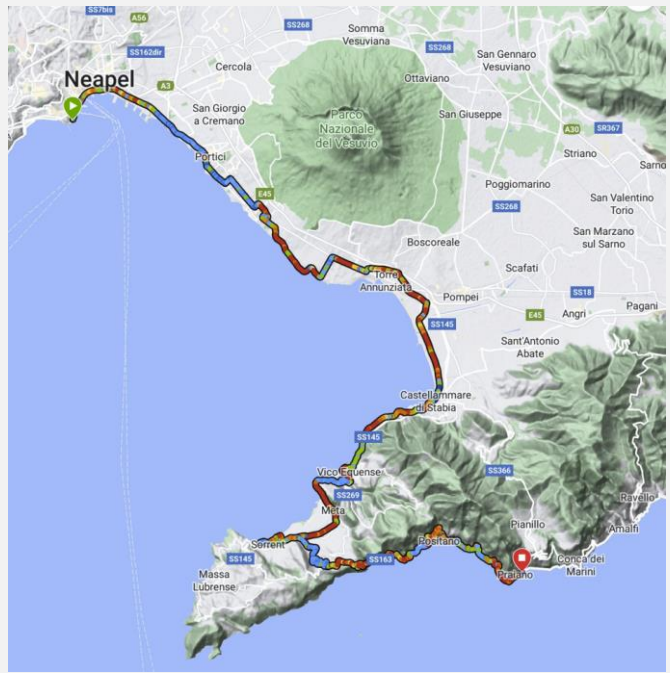 SS7bis
A56
SS268
Somma
Vesuviana
SS162dir
SS268
San Gennaro
Vesuviano
Cercola
Neapel
A3
Ottaviano
San Giorgio
a Cremano
Parco
Nazionale
del Vesuvio
San Giuseppe
A30
SR367
Striano
Portici
Sarno
E45
Poggiomarino
San Valentino
Torio
SS268
San Marzano
sul Sarno
Boscoreale
Scafati
Torre
Annunziata
Pompei
SS18
Pagani
E45
Angri
SS145
Sant'Antonio
Abate
Castellammare
di Stabia
SS145
Vico Equense
SS366
SS269
Ravello
Meta
Pianillo
Amalfi
Positano
Sorrent
SS145
SS163
Conca dei
Marini
Massa
Lubrense
Praiano